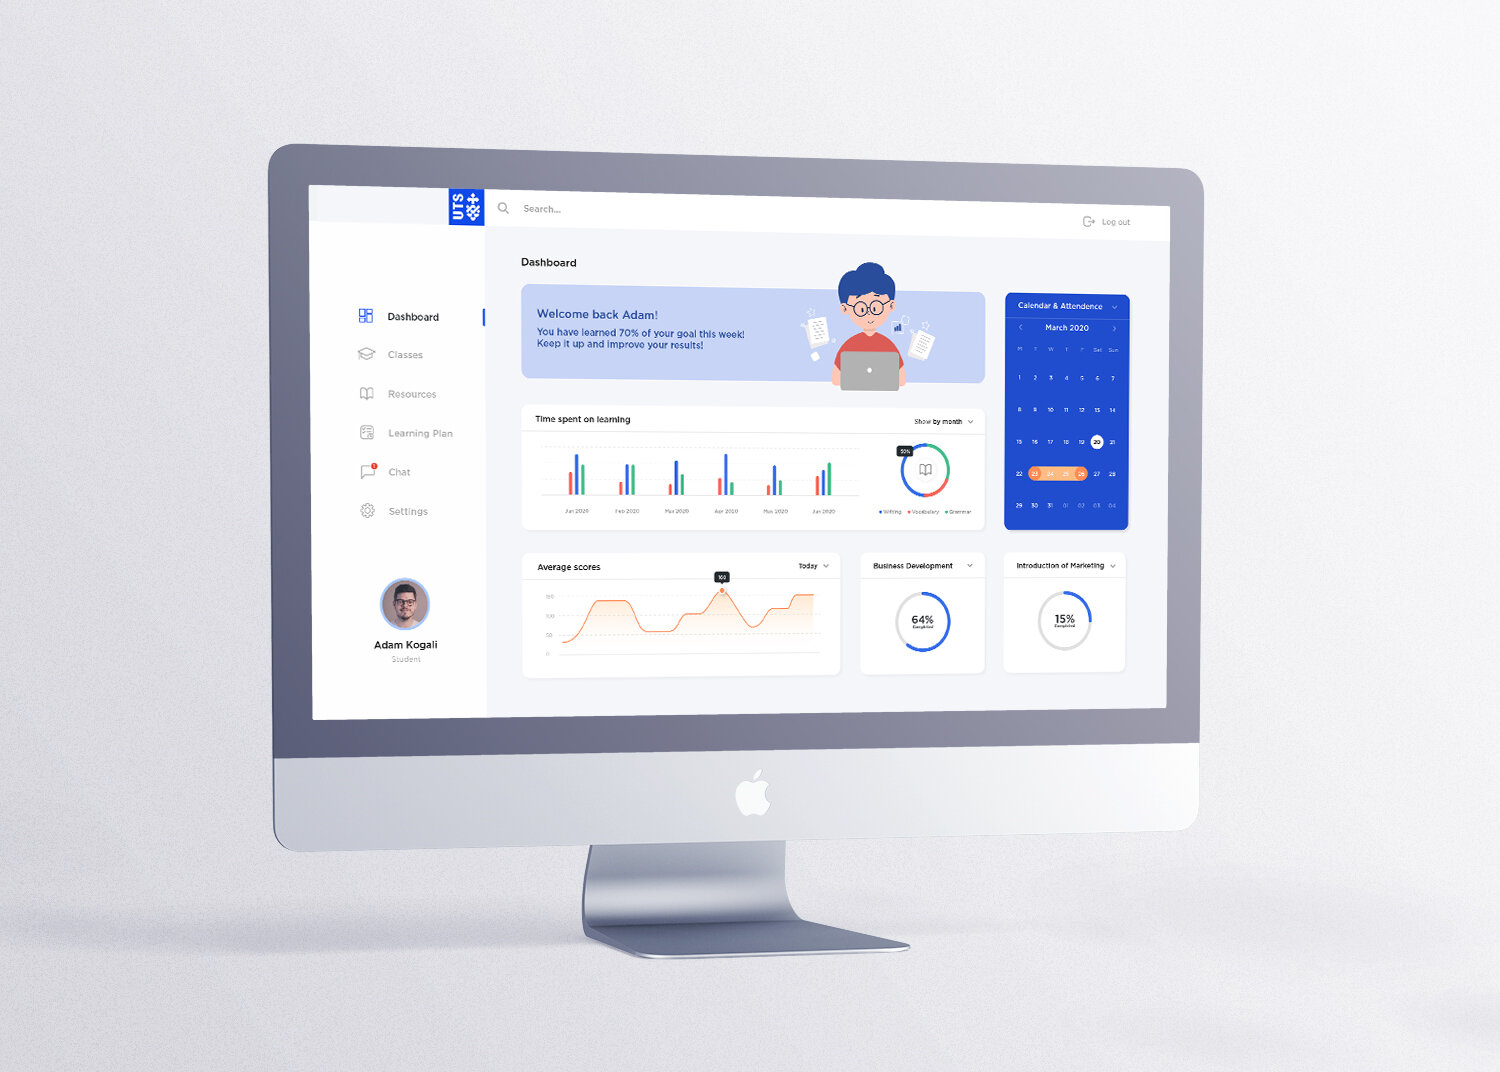 UTS
Search...
Log out
Dashboard
Welcome back Adam!
You have learned 70% of your goal this week!
Keep it up and improve your results!
Dashboard
Classes
Resources
Learning Plan
Chat
Settings
Adam Kogali
Student
Time spent on learning
Show by month
50%
Jan 2020 Feb 2020 Mar 2020 Apr 2020 May 2020 Jun 2020
Writing Vocabulary Grammar
Calendar & Attendence
March 2020
M T W T F Sat Sun
1 2 3 4 5 6 7
8 9 10 11 12 13 14
15 16 17 18 19 20 21
22 23 24 25 26 27 28
29 30 31 01 02 03 04
Average scores
Today
150
100
50
0
Business Development
64%
Completed
Introduction of Marketing
15%
Completed